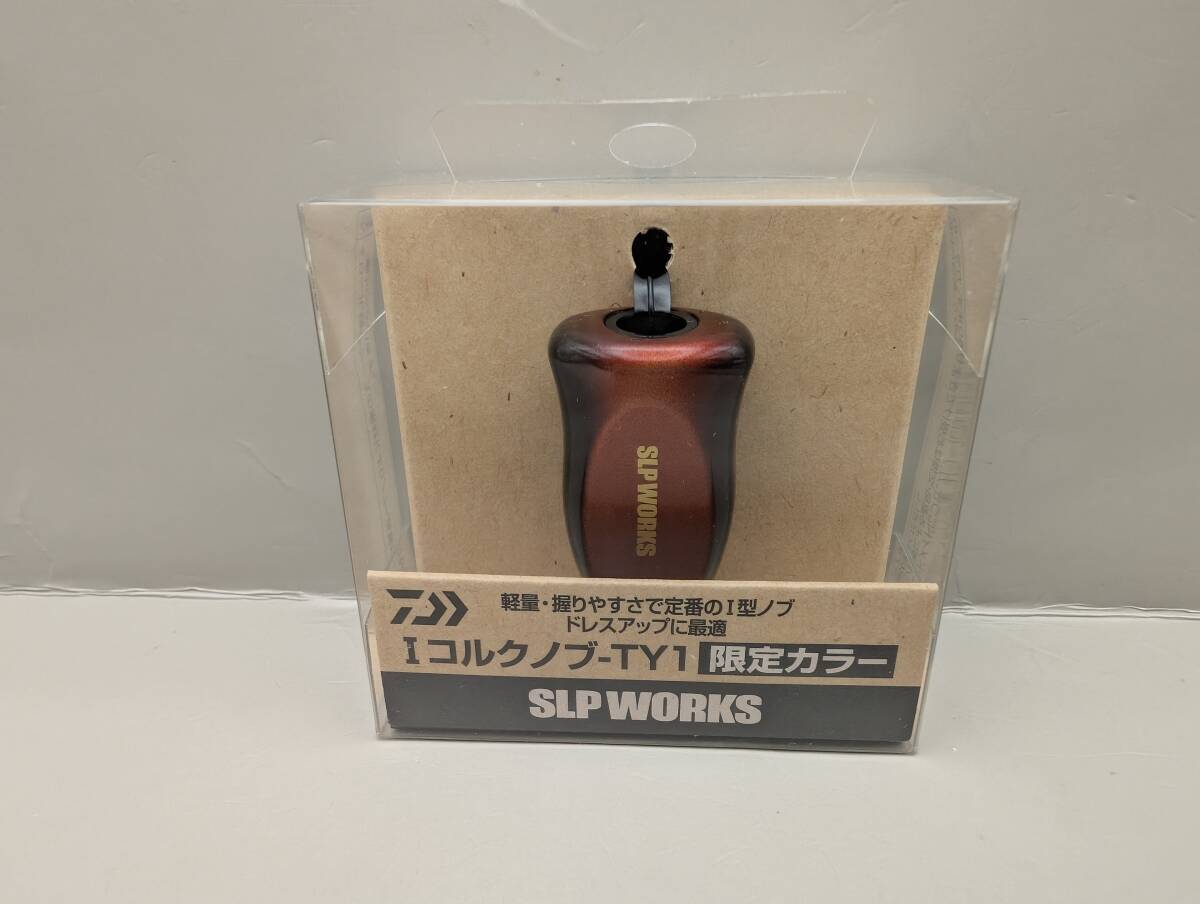 SLP WORKS
軽量・握りやすさで定番のI型ノブ
ドレスアップに最適
Iコルクノブ-TY1 限定カラー
SLP WORKS